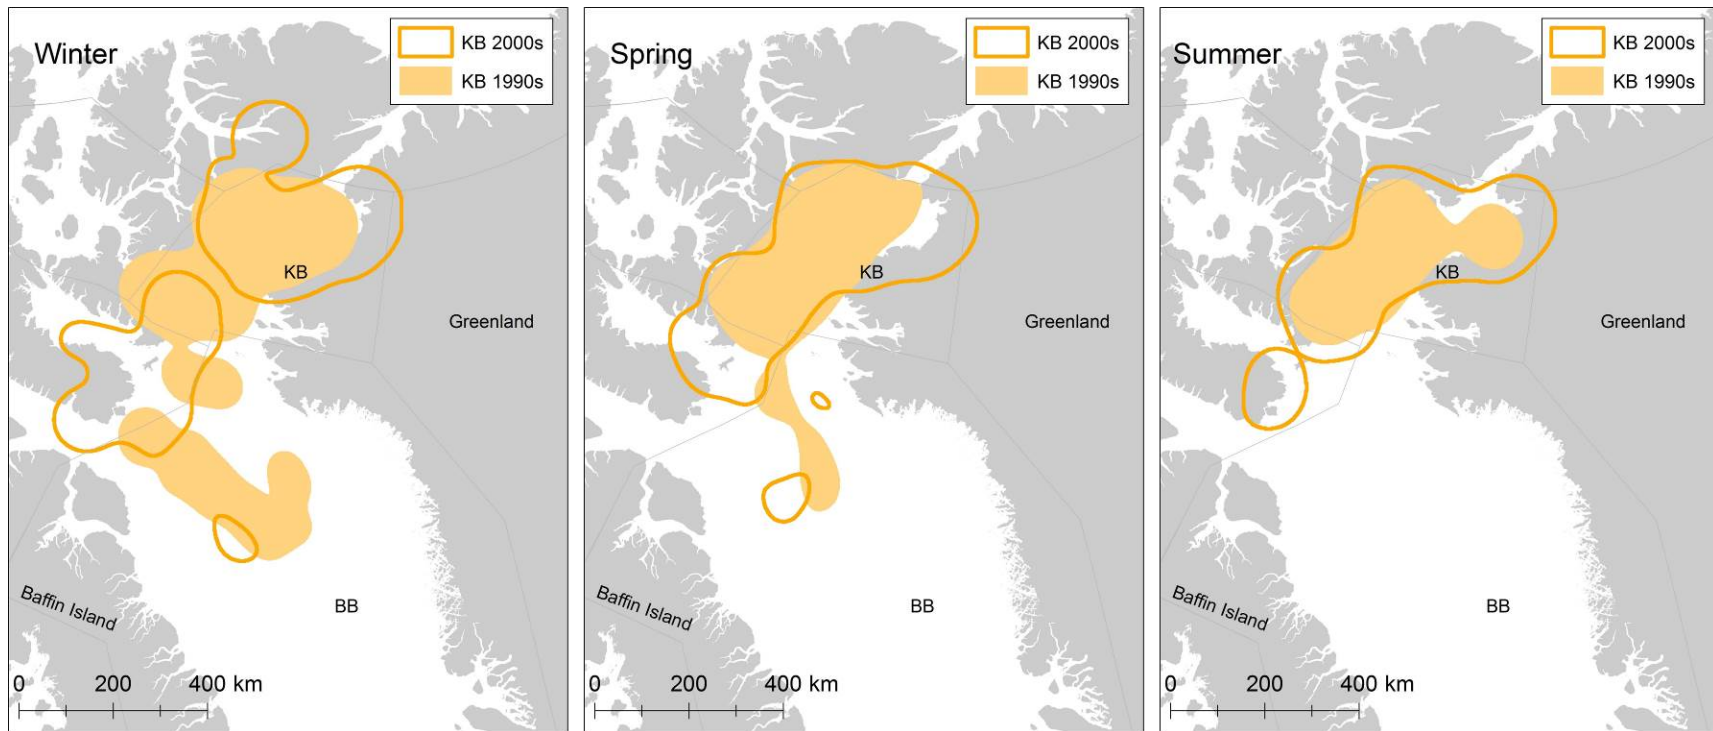 Winter
KB 2000s
KB 1990s
KB
Greenland
Baffin Island
BB
0 200 400 km
Spring
KB 2000s
KB 1990s
KB
Greenland
Baffin Island
BB
0 200 400 km
Summer
KB 2000s
KB 1990s
KB
Greenland
Baffin Island
BB
0 200 400 km